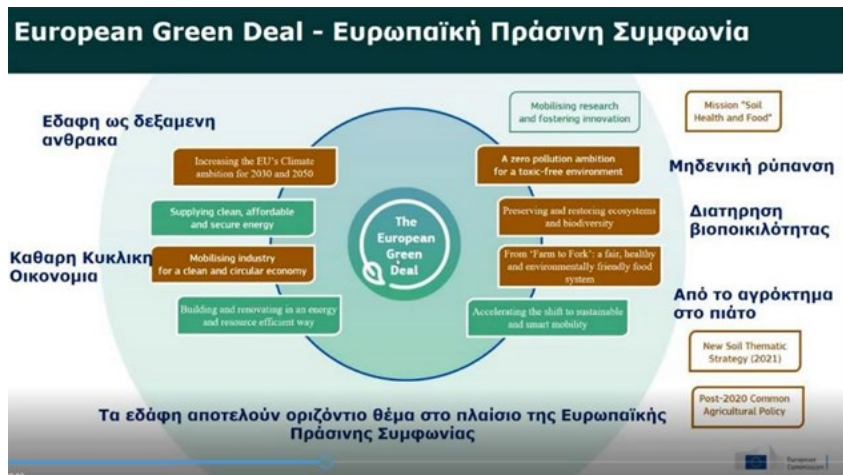 European Green Deal - Ευρωπαϊκή Πράσινη Συμφωνία
Εδαφη ως δεξαμενη
ανθρακα
Mobilising research
and fostering innovation
Mission "Soil
Health and Food"
Increasing the EU's Climate
ambition for 2030 and 2050
A zero pollution ambition
for a toxic-free environment
Μηδενική ρύπανση
Supplying clean, affordable
and secure energy
The
European
Green
Deal
Preserving and restoring ecosystems
and biodiversity
Διατηρηση
βιοποικιλότητας
Καθαρη Κυκλικη
Οικονομια
Mobilising industry
for a clean and circular economy
From 'Farm to Fork': a fair, healthy
and environmentally friendly food
system
Building and renovating in an energy
and resource efficient way
Accelerating the shift to sustainable
and smart mobility
Από το αγρόκτημα
στο πιάτο
New Soil Thematic
Strategy (2021)
Post-2020 Common
Agricultural Policy
Τα εδάφη αποτελούν οριζόντιο θέμα στο πλαίσιο της Ευρωπαϊκής
Πράσινης Συμφωνίας
European
Commission